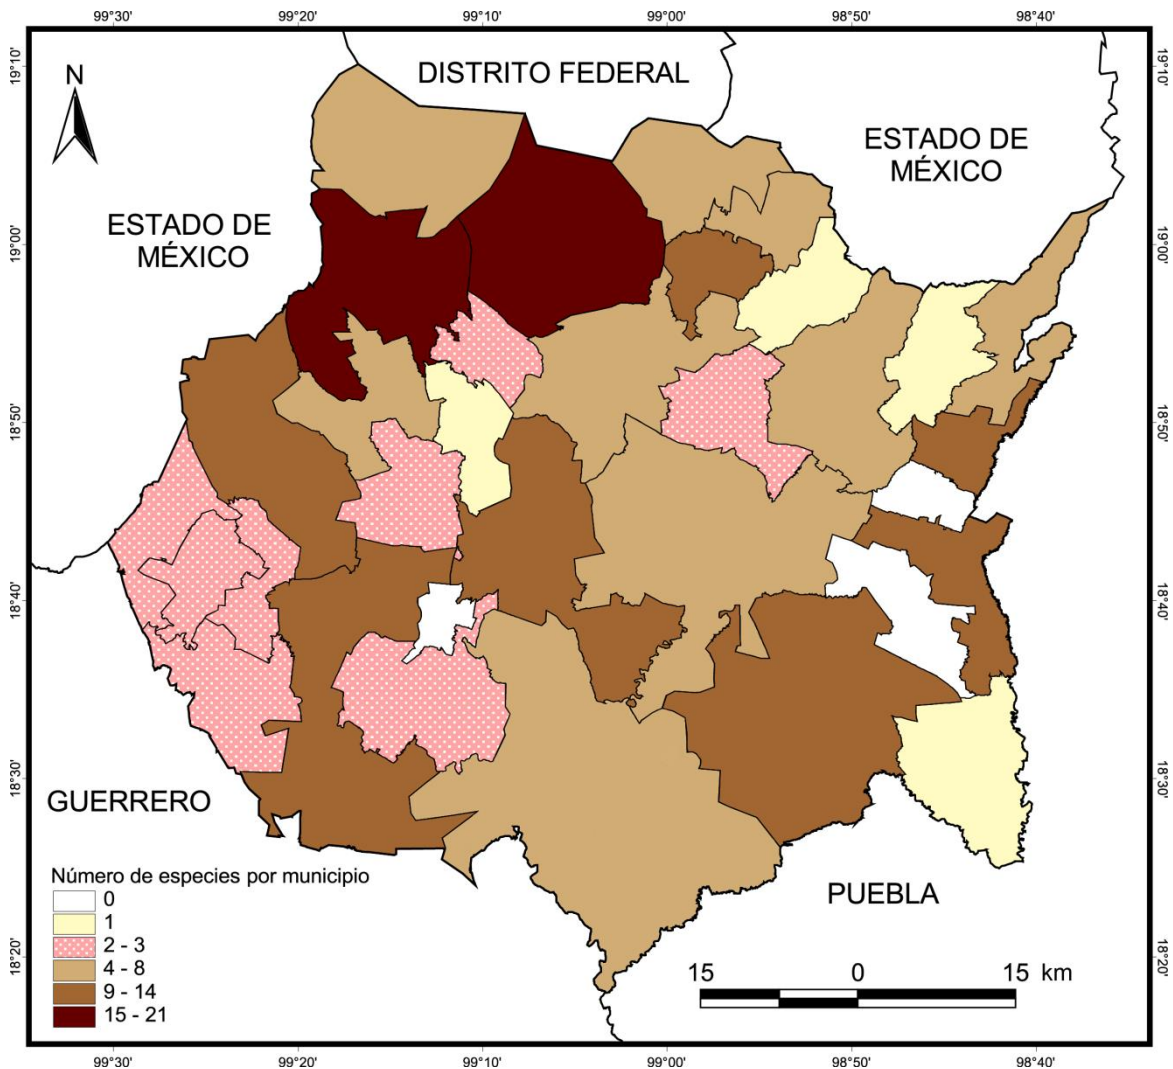 99°30' 99°20' 99°10' 99°00' 98°50' 98°40'
19°10' 19°10'
N
DISTRITO FEDERAL
ESTADO DE
MÉXICO
ESTADO DE
MÉXICO
19°00' 19°00'
18°50' 18°50'
18°40' 18°40'
18°30' 18°30'
GUERRERO
PUEBLA
Número de especies por municipio
0
1
2 - 3
4 - 8
9 - 14
15 - 21
18°20' 18°20'
15 0 15 km
99°30' 99°20' 99°10' 99°00' 98°50' 98°40'